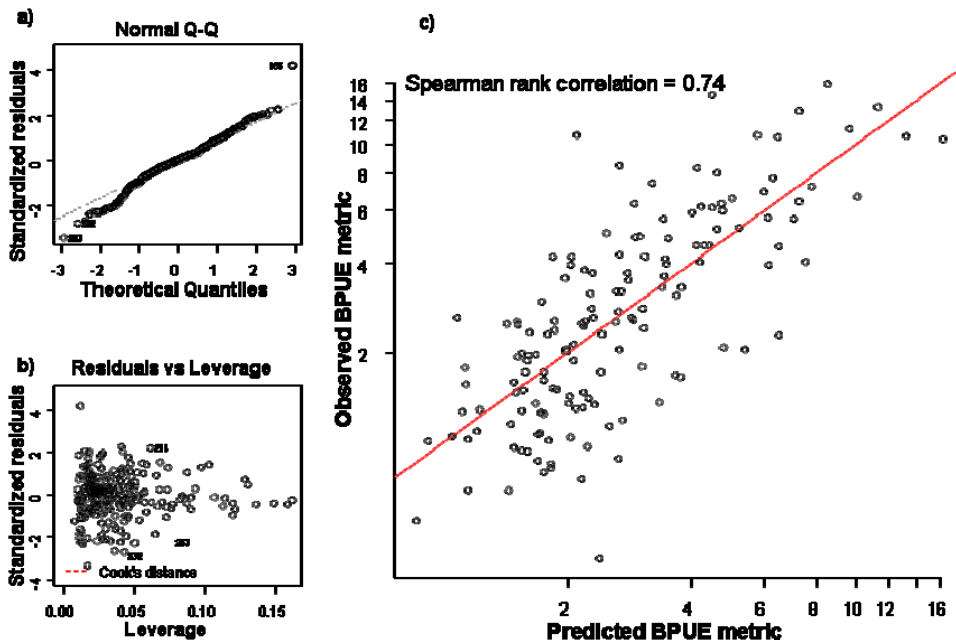 a)
Normal Q-Q
Standardized residuals
4
2
0
-2
-3 -2 -1 0 1 2 3
Theoretical Quantiles
b)
Residuals vs Leverage
Standardized residuals
4
2
0
-2
-4
Cook's distance
0.00 0.05 0.10 0.15
Leverage
c)
Spearman rank correlation = 0.74
Observed BPUE metric
16
14
12
10
8
6
4
2
2 4 6 8 10 12 16
Predicted BPUE metric